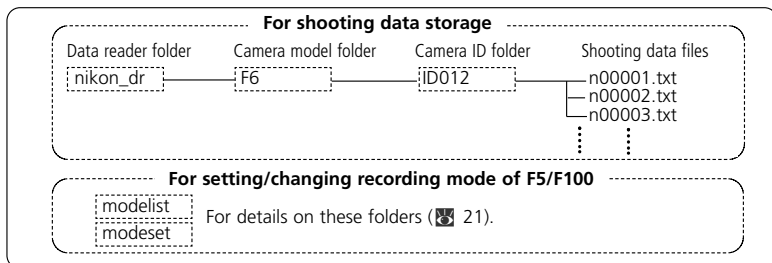 For shooting data storage
Data reader folder Camera model folder Camera ID folder Shooting data files
nikon_dr F6 ID012 n00001.txt
n00002.txt
n00003.txt
For setting/changing recording mode of F5/F100
modelist
For details on these folders ( 21).
modeset